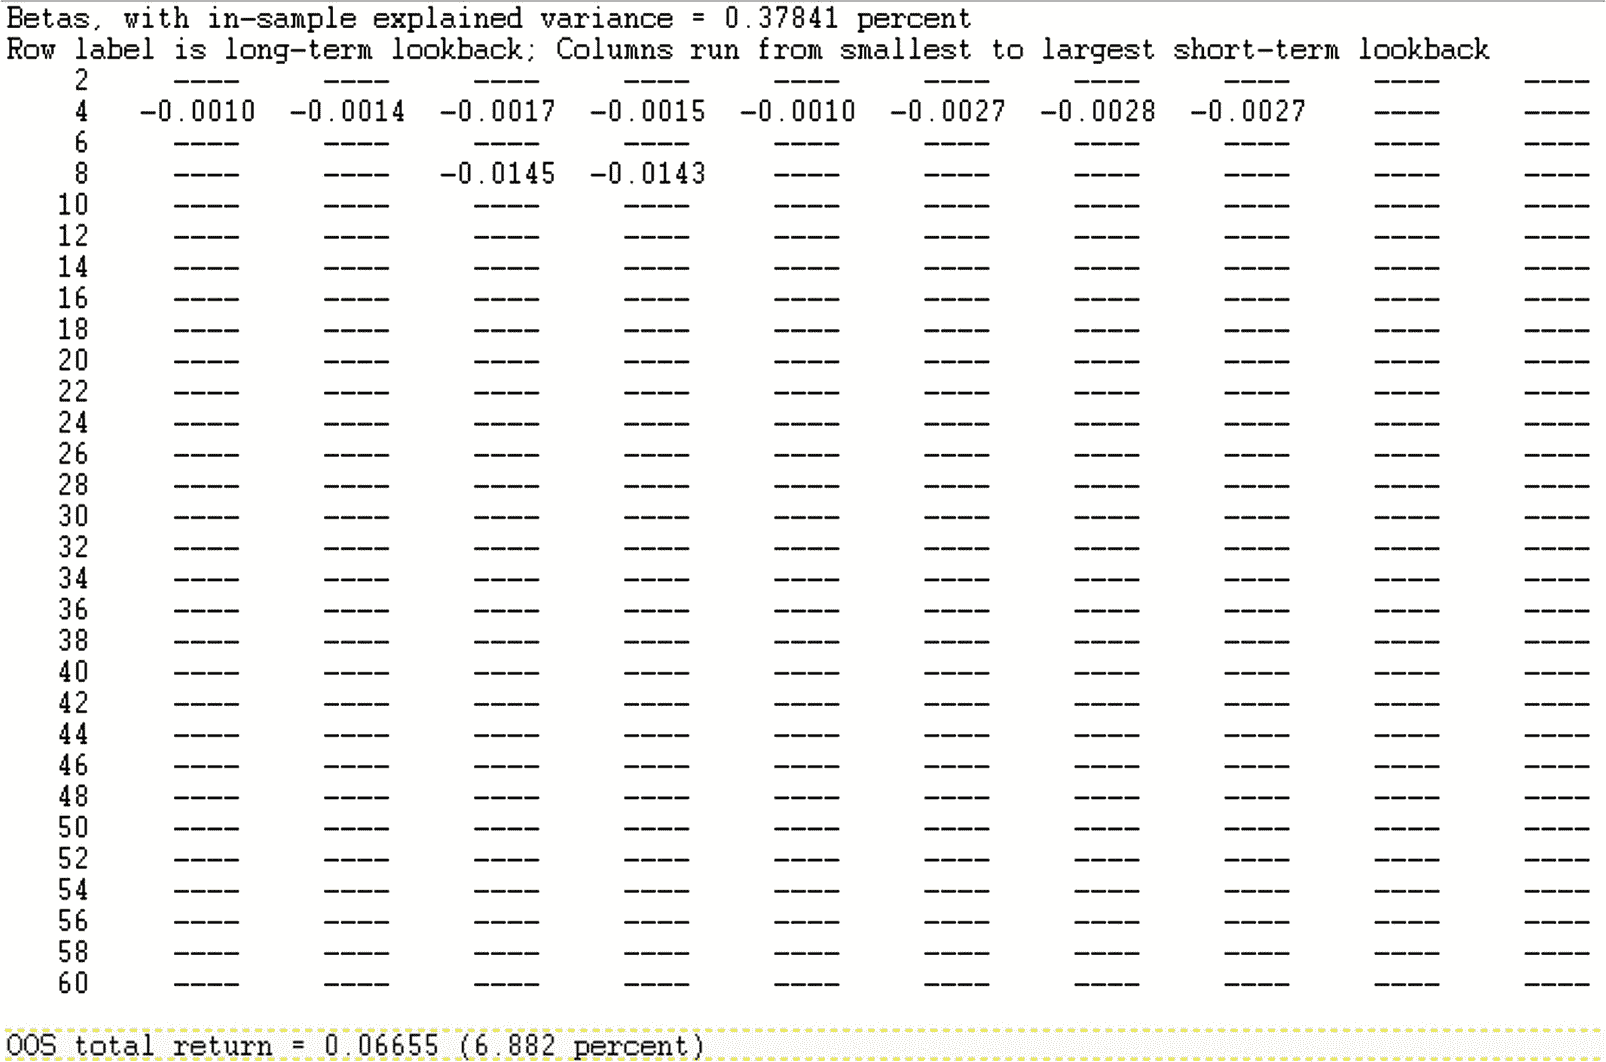 Betas, with in-sample explained variance = 0.37841 percent
Row label is long-term lookback; Columns run from smallest to largest short-term lookback
2 ---- ---- ---- ---- ---- ---- ---- ---- ---- ----
4 -0.0010 -0.0014 -0.0017 -0.0015 -0.0010 -0.0027 -0.0028 -0.0027 ---- ----
6 ---- ---- ---- ---- ---- ---- ---- ---- ---- ----
8 ---- ---- -0.0145 -0.0143 ---- ---- ---- ---- ---- ----
10 ---- ---- ---- ---- ---- ---- ---- ---- ---- ----
12 ---- ---- ---- ---- ---- ---- ---- ---- ---- ----
14 ---- ---- ---- ---- ---- ---- ---- ---- ---- ----
16 ---- ---- ---- ---- ---- ---- ---- ---- ---- ----
18 ---- ---- ---- ---- ---- ---- ---- ---- ---- ----
20 ---- ---- ---- ---- ---- ---- ---- ---- ---- ----
22 ---- ---- ---- ---- ---- ---- ---- ---- ---- ----
24 ---- ---- ---- ---- ---- ---- ---- ---- ---- ----
26 ---- ---- ---- ---- ---- ---- ---- ---- ---- ----
28 ---- ---- ---- ---- ---- ---- ---- ---- ---- ----
30 ---- ---- ---- ---- ---- ---- ---- ---- ---- ----
32 ---- ---- ---- ---- ---- ---- ---- ---- ---- ----
34 ---- ---- ---- ---- ---- ---- ---- ---- ---- ----
36 ---- ---- ---- ---- ---- ---- ---- ---- ---- ----
38 ---- ---- ---- ---- ---- ---- ---- ---- ---- ----
40 ---- ---- ---- ---- ---- ---- ---- ---- ---- ----
42 ---- ---- ---- ---- ---- ---- ---- ---- ---- ----
44 ---- ---- ---- ---- ---- ---- ---- ---- ---- ----
46 ---- ---- ---- ---- ---- ---- ---- ---- ---- ----
48 ---- ---- ---- ---- ---- ---- ---- ---- ---- ----
50 ---- ---- ---- ---- ---- ---- ---- ---- ---- ----
52 ---- ---- ---- ---- ---- ---- ---- ---- ---- ----
54 ---- ---- ---- ---- ---- ---- ---- ---- ---- ----
56 ---- ---- ---- ---- ---- ---- ---- ---- ---- ----
58 ---- ---- ---- ---- ---- ---- ---- ---- ---- ----
60 ---- ---- ---- ---- ---- ---- ---- ---- ---- ----
OOS total return = 0.06655 (6.882 percent)